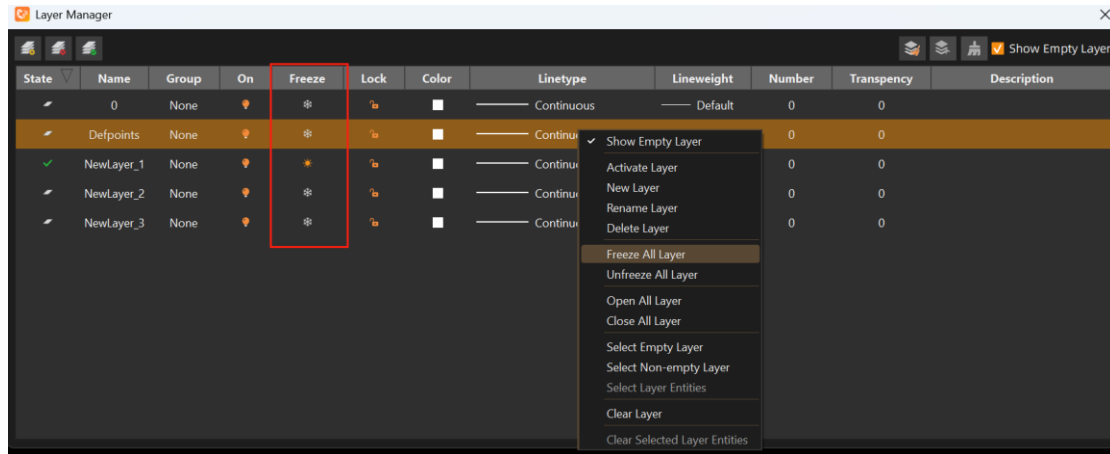 Layer Manager
Show Empty Layer
State Name Group On Freeze Lock Color Linetype Lineweight Number Transpency Description
0 None Continuous Default 0 0
Defpoints None Continu 0 0
NewLayer_1 None Continu 0 0
NewLayer_2 None Continu 0 0
NewLayer_3 None Continu 0 0
Show Empty Layer
Activate Layer
New Layer
Rename Layer
Delete Layer
Freeze All Layer
Unfreeze All Layer
Open All Layer
Close All Layer
Select Empty Layer
Select Non-empty Layer
Select Layer Entities
Clear Layer
Clear Selected Layer Entities